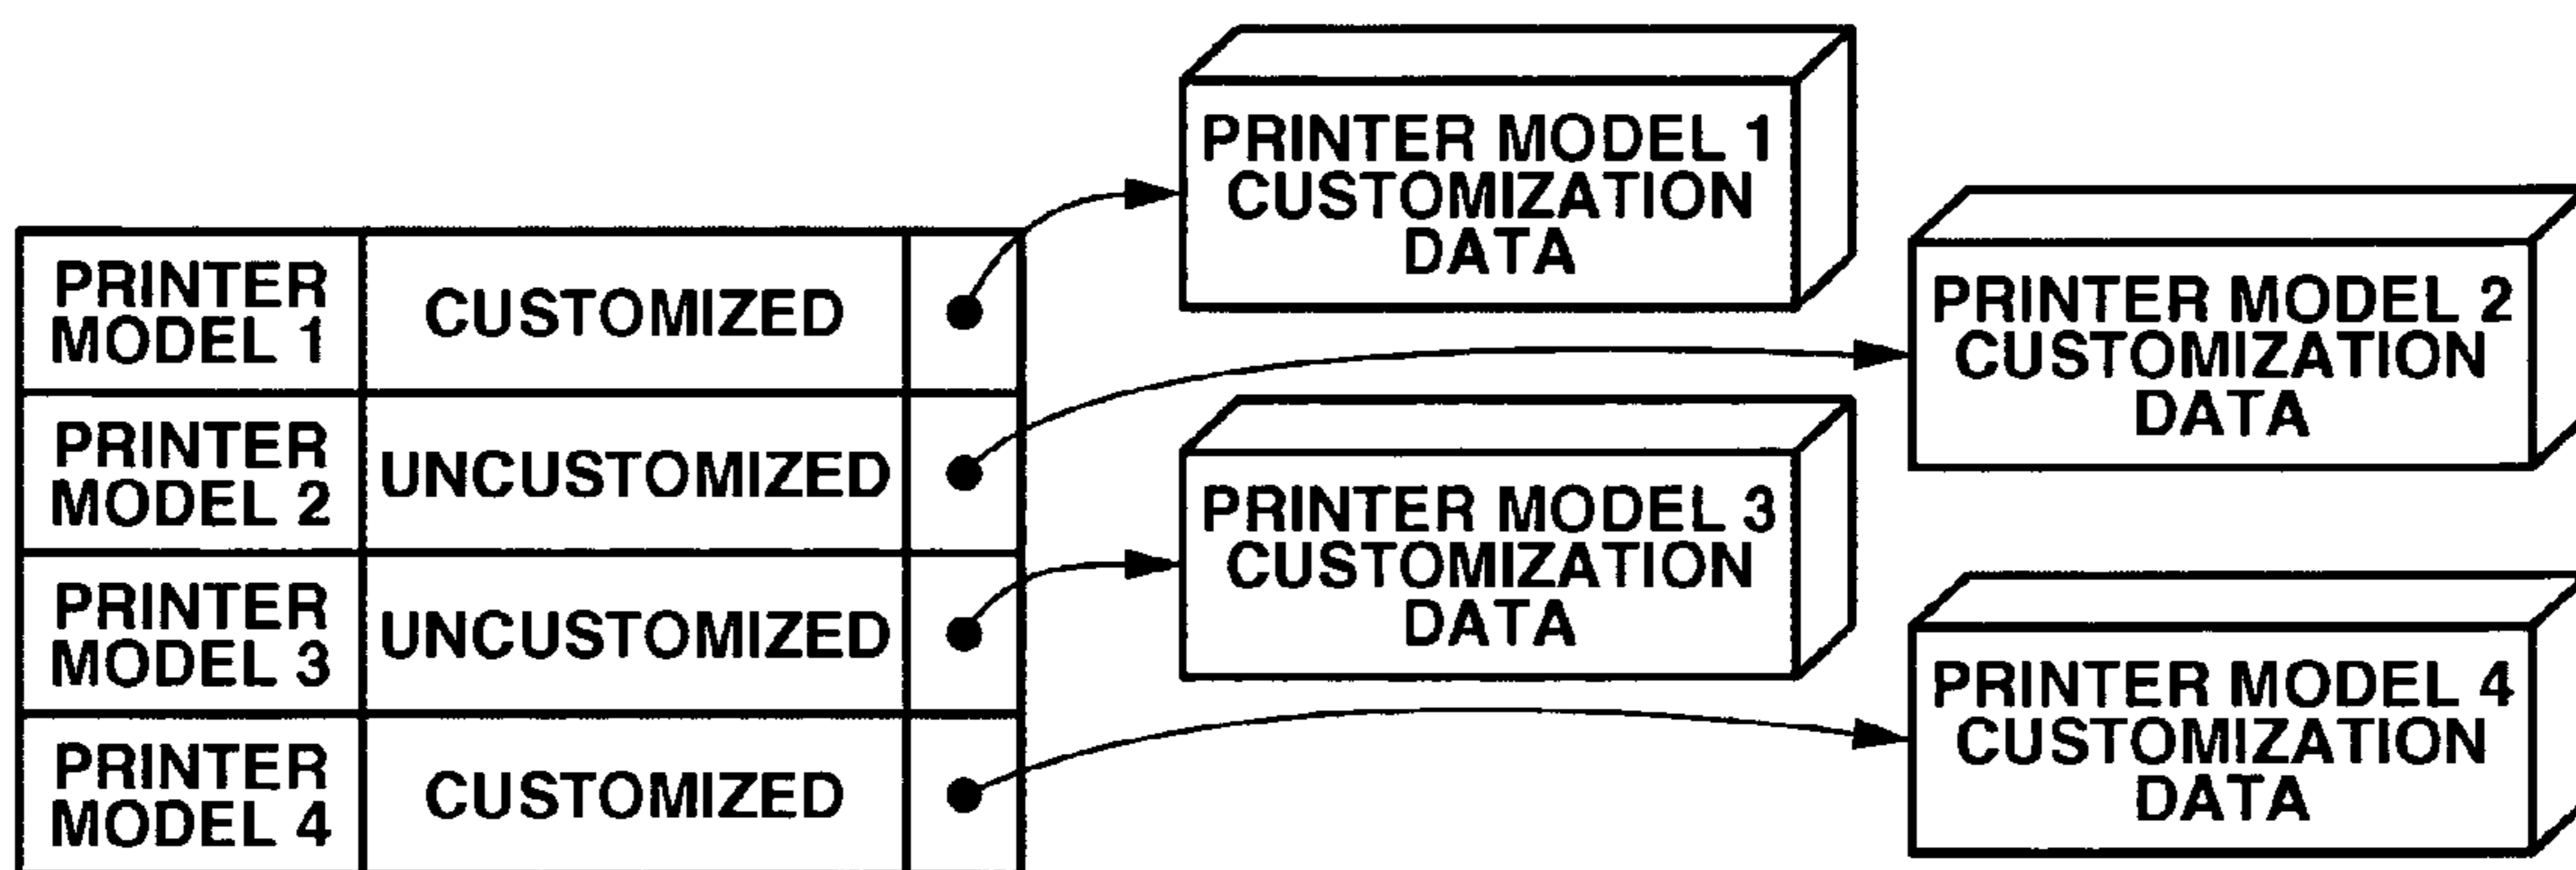 PRINTER MODEL 1
CUSTOMIZATION
DATA
PRINTER
MODEL 1
CUSTOMIZED
PRINTER MODEL 2
CUSTOMIZATION
DATA
PRINTER
MODEL 2
UNCUSTOMIZED
PRINTER MODEL 3
CUSTOMIZATION
DATA
PRINTER
MODEL 3
UNCUSTOMIZED
PRINTER MODEL 4
CUSTOMIZATION
DATA
PRINTER
MODEL 4
CUSTOMIZED